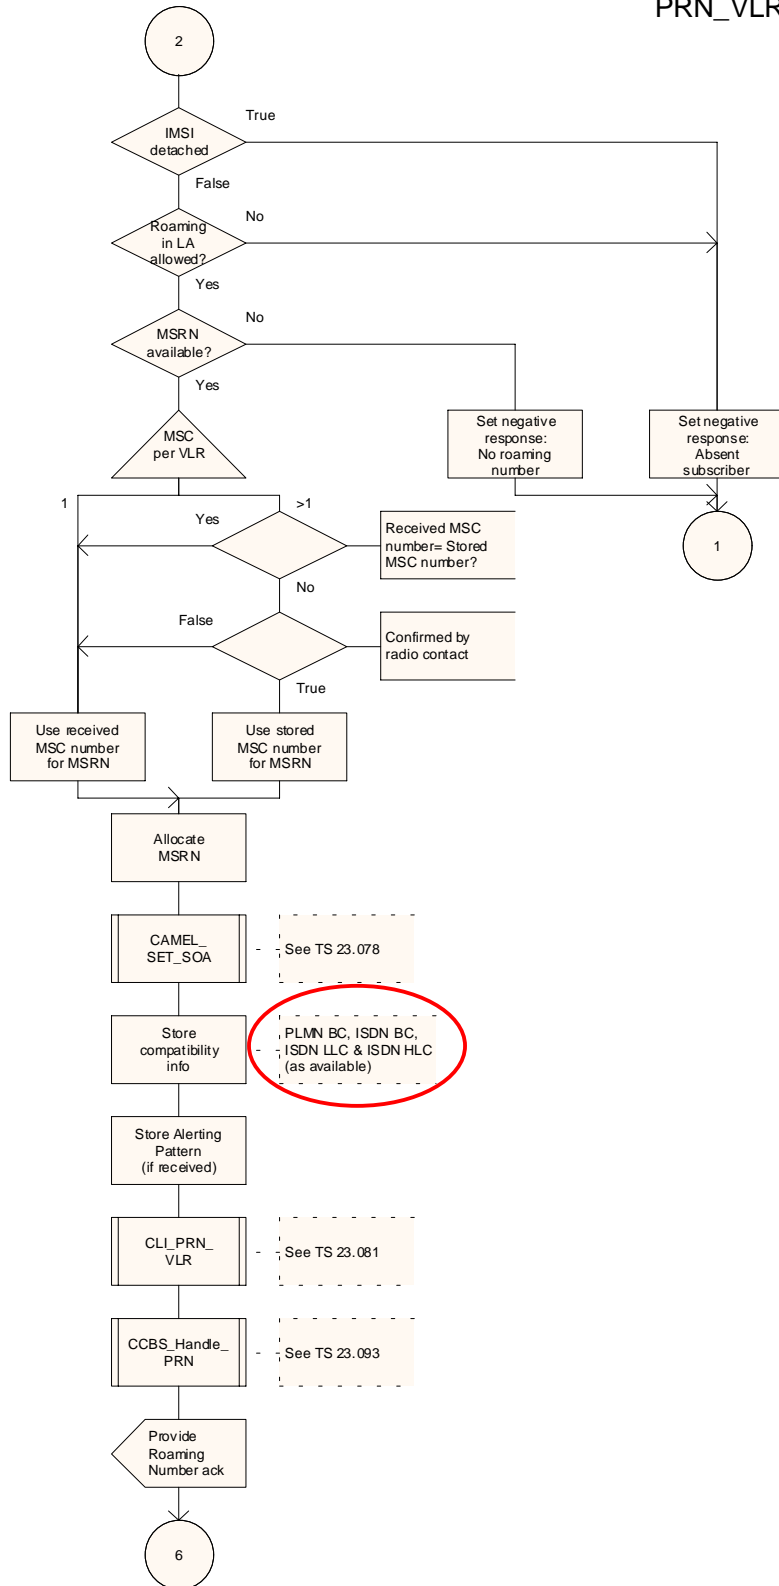 PRN_VLR
2
IMSI
detached
True
False
Roaming
in LA
allowed?
No
Yes
MSRN
available?
No
Yes
MSC
per VLR
Set negative
response:
No roaming
number
Set negative
response:
Absent
subscriber
1
>1
Yes
Received MSC
number= Stored
MSC number?
1
No
False
Confirmed by
radio contact
True
Use received
MSC number
for MSRN
Use stored
MSC number
for MSRN
Allocate
MSRN
CAMEL_
SET_SOA
See TS 23.078
Store
compatibility
info
PLMN BC, ISDN BC,
ISDN LLC & ISDN HLC
(as available)
Store Alerting
Pattern
(if received)
CLI_PRN_
VLR
See TS 23.081
CCBS_Handle_
PRN
See TS 23.093
Provide
Roaming
Number ack
6